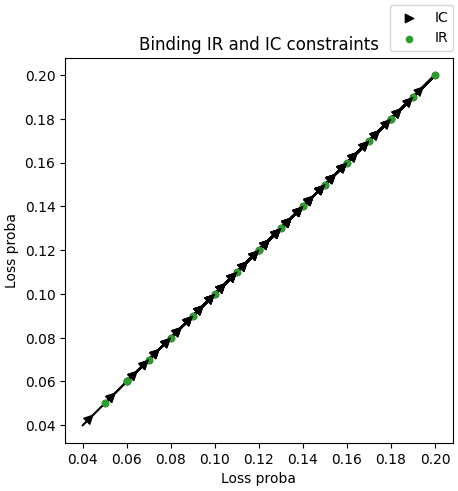 IC
IR
Binding IR and IC constraints
Loss proba
0.20
0.18
0.16
0.14
0.12
0.10
0.08
0.06
0.04
0.04 0.06 0.08 0.10 0.12 0.14 0.16 0.18 0.20
Loss proba